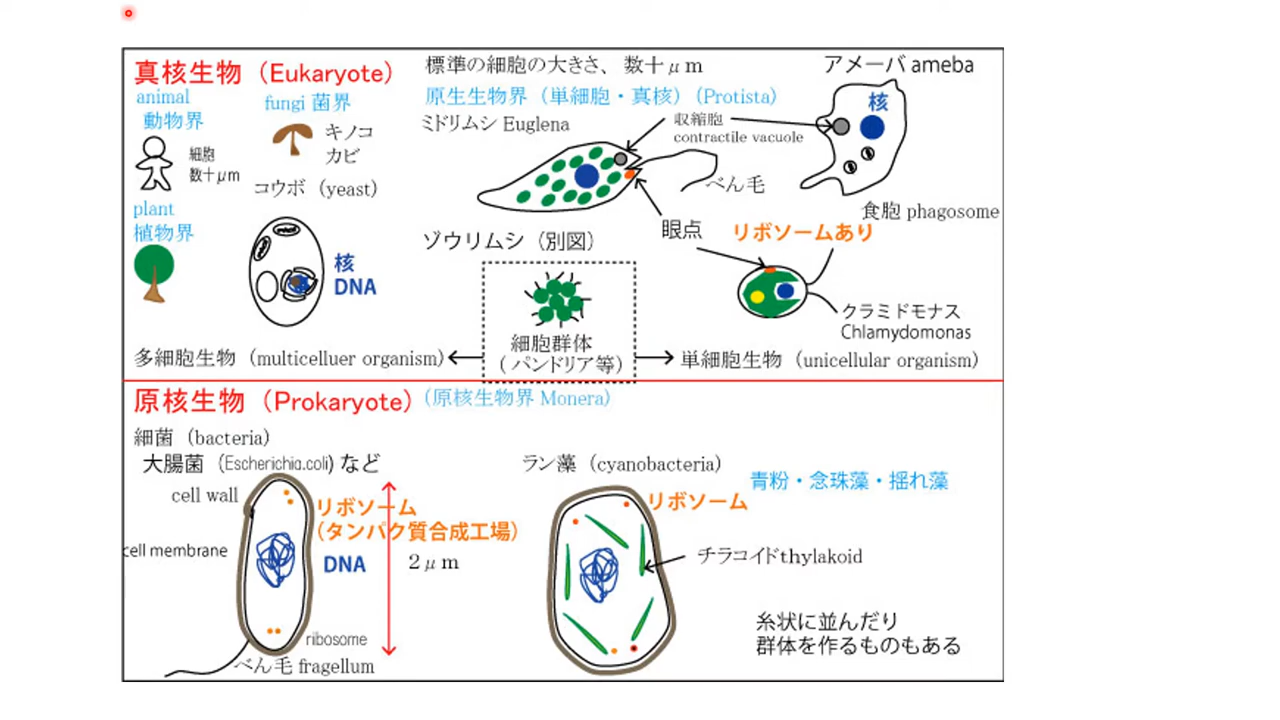 真核生物（Eukaryote）
標準の細胞の大きさ、数十μｍ
アメーバ ameba
animal
動物界
fungi 菌界
原生生物界（単細胞・真核）(Protista)
核
ミドリムシ Euglena
収縮胞
contractile vacuole
キノコ
カビ
細胞
数十μm
コウボ（yeast）
べん毛
食胞 phagosome
plant
植物界
眼点
リボソームあり
ゾウリムシ（別図）
核
DNA
クラミドモナス
Chlamydomonas
細胞群体
（パンドリア等）
多細胞生物（multicelluer organism）
単細胞生物（unicellular organism）
原核生物（Prokaryote）
（原核生物界 Monera）
細菌（bacteria）
大腸菌（Escherichia.coli）など
ラン藻（cyanobacteria）
青粉・念珠藻・揺れ藻
cell wall
リボソーム
（タンパク質合成工場）
リボソーム
cell membrane
DNA
２μｍ
チラコイドthylakoid
糸状に並んだり
群体を作るものもある
ribosome
べん毛 fragellum